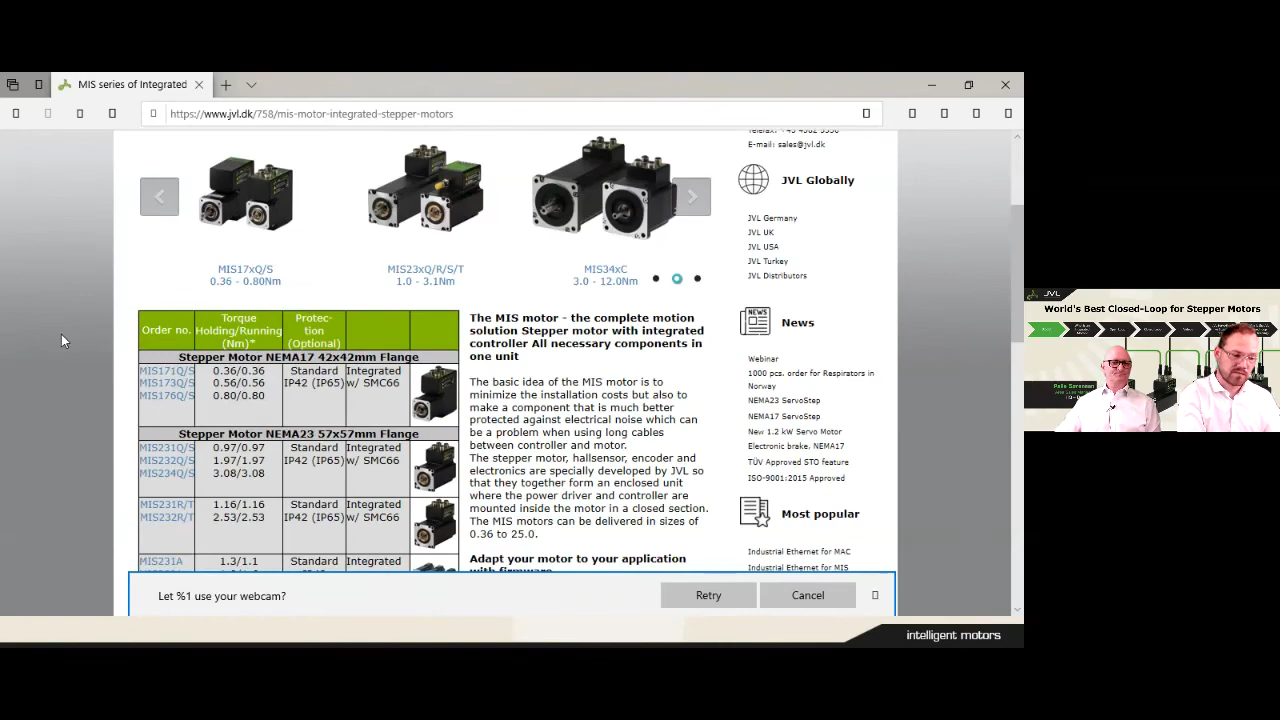 MIS series of Integrated
https://www.jvl.dk/758/mis-motor-integrated-stepper-motors
E-mail: sales@jvl.dk
JVL Globally
JVL Germany
JVL UK
JVL USA
JVL Turkey
JVL Distributors
MIS17xQ/S
0.36 - 0.80Nm
MIS23xQ/R/S/T
1.0 - 3.1Nm
MIS34xC
3.0 - 12.0Nm
Order no.
Torque
Holding/Running
(Nm)*
Protec-
tion
(Optional)
Stepper Motor NEMA17 42x42mm Flange
MIS171Q/S 0.36/0.36 Standard Integrated
MIS173Q/S 0.56/0.56 IP42 (IP65) w/ SMC66
MIS176Q/S 0.80/0.80
Stepper Motor NEMA23 57x57mm Flange
MIS231Q/S 0.97/0.97 Standard Integrated
MIS232Q/S 1.97/1.97 IP42 (IP65) w/ SMC66
MIS234Q/S 3.08/3.08
MIS231R/T 1.16/1.16 Standard Integrated
MIS232R/T 2.53/2.53 IP42 (IP65) w/ SMC66
MIS231A 1.3/1.1 Standard Integrated
The MIS motor - the complete motion
solution Stepper motor with integrated
controller All necessary components in
one unit
The basic idea of the MIS motor is to
minimize the installation costs but also to
make a component that is much better
protected against electrical noise which can
be a problem when using long cables
between controller and motor.
The stepper motor, hallsensor, encoder and
electronics are specially developed by JVL so
that they together form an enclosed unit
where the power driver and controller are
mounted inside the motor in a closed section.
The MIS motors can be delivered in sizes of
0.36 to 25.0.
Adapt your motor to your application
with firmware
NEWS
News
Webinar
1000 pcs. order for Respirators in
Norway
NEMA23 ServoStep
NEMA17 ServoStep
New 1.2 kW Servo Motor
Electronic brake, NEMA17
TÜV Approved STO feature
ISO-9001:2015 Approved
Most popular
Industrial Ethernet for MAC
Industrial Ethernet for MIS
Let %1 use your webcam?
Retry
Cancel
intelligent motors
JVL
World's Best Closed-Loop for Stepper Motors